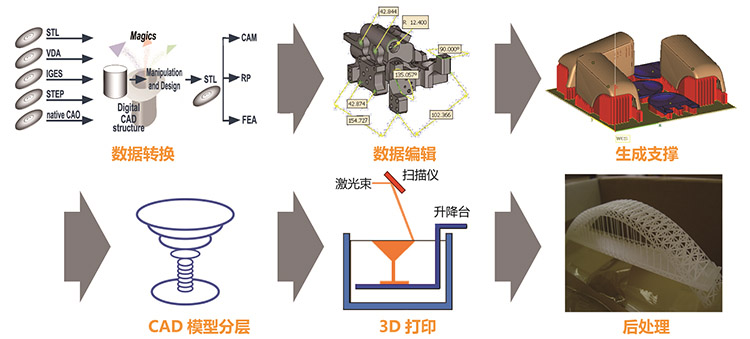 STL
VDA
IGES
STEP
native CAO
Magics
Manipulation
and Design
Digital
CAD
structure
STL
CAM
RP
FEA
数据转换
42.844
R 12.400
90.000°
135.057°
42.874
154.727
102.366
数据编辑
生成支撑
CAD 模型分层
激光束
扫描仪
升降台
3D 打印
后处理